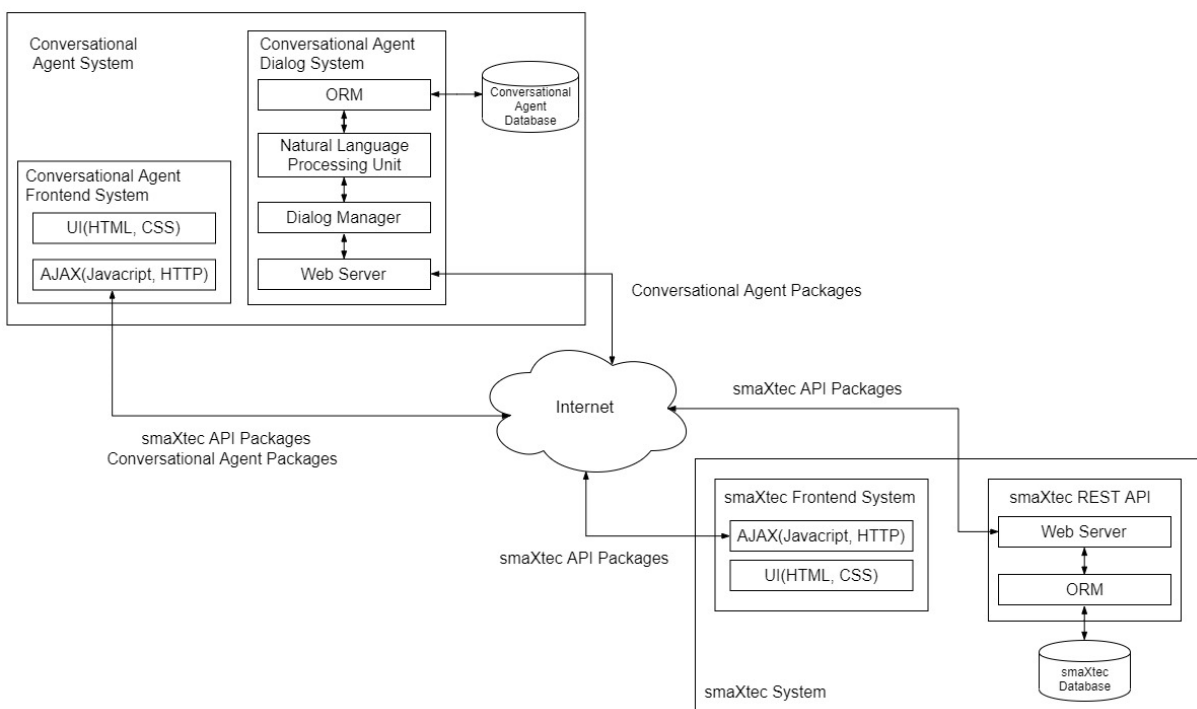 Conversational
Agent System
Conversational Agent
Dialog System
ORM
Conversational
Agent
Database
Natural Language
Processing Unit
Conversational Agent
Frontend System
Dialog Manager
UI(HTML, CSS)
Web Server
AJAX(Javacript, HTTP)
Conversational Agent Packages
Internet
smaXtec API Packages
smaXtec API Packages
Conversational Agent Packages
smaXtec API Packages
smaXtec Frontend System
AJAX(Javacript, HTTP)
UI(HTML, CSS)
smaXtec REST API
Web Server
ORM
smaXtec
Database
smaXtec System